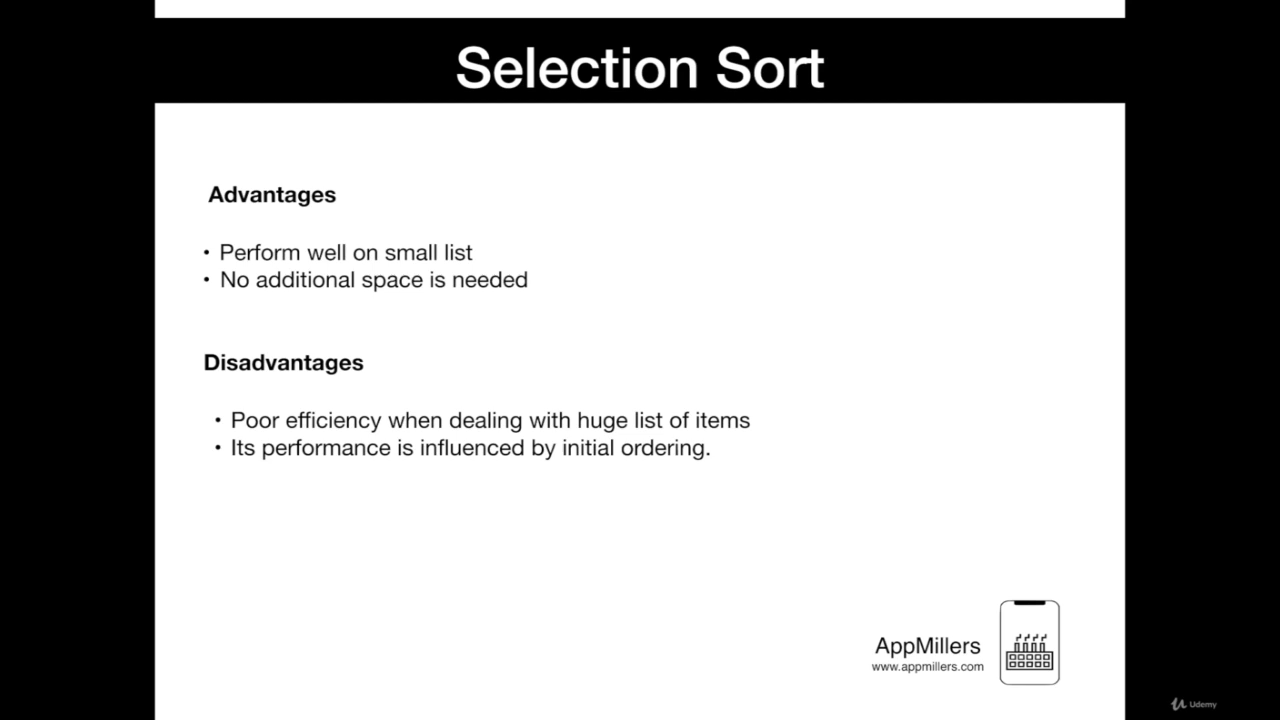 Selection Sort
Advantages
• Perform well on small list
• No additional space is needed
Disadvantages
• Poor efficiency when dealing with huge list of items
• Its performance is influenced by initial ordering.
AppMillers
www.appmillers.com
Udemy